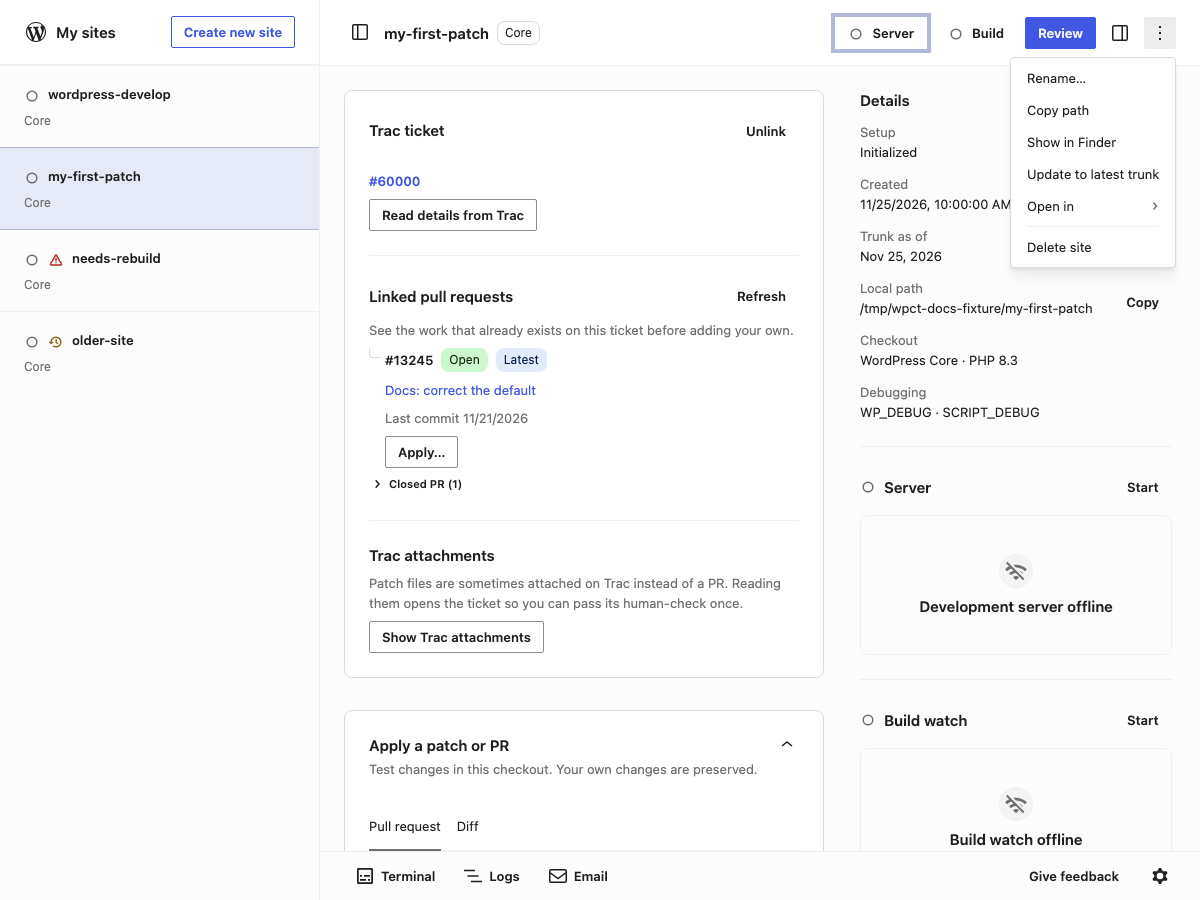 My sites
Create new site
wordpress-develop
Core
my-first-patch
Core
needs-rebuild
Core
older-site
Core
my-first-patch
Core
Server
Build
Review
Rename...
Copy path
Show in Finder
Update to latest trunk
Open in
Delete site
Trac ticket
Unlink
#60000
Read details from Trac
Linked pull requests
Refresh
See the work that already exists on this ticket before adding your own.
#13245
Open
Latest
Docs: correct the default
Last commit 11/21/2026
Apply...
Closed PR (1)
Trac attachments
Patch files are sometimes attached on Trac instead of a PR. Reading
them opens the ticket so you can pass its human-check once.
Show Trac attachments
Apply a patch or PR
Test changes in this checkout. Your own changes are preserved.
Pull request
Diff
Details
Setup
Initialized
Created
11/25/2026, 10:00:00 AM
Trunk as of
Nov 25, 2026
Local path
/tmp/wpct-docs-fixture/my-first-patch
Copy
Checkout
WordPress Core · PHP 8.3
Debugging
WP_DEBUG · SCRIPT_DEBUG
Server
Start
Development server offline
Build watch
Start
Build watch offline
Terminal
Logs
Email
Give feedback